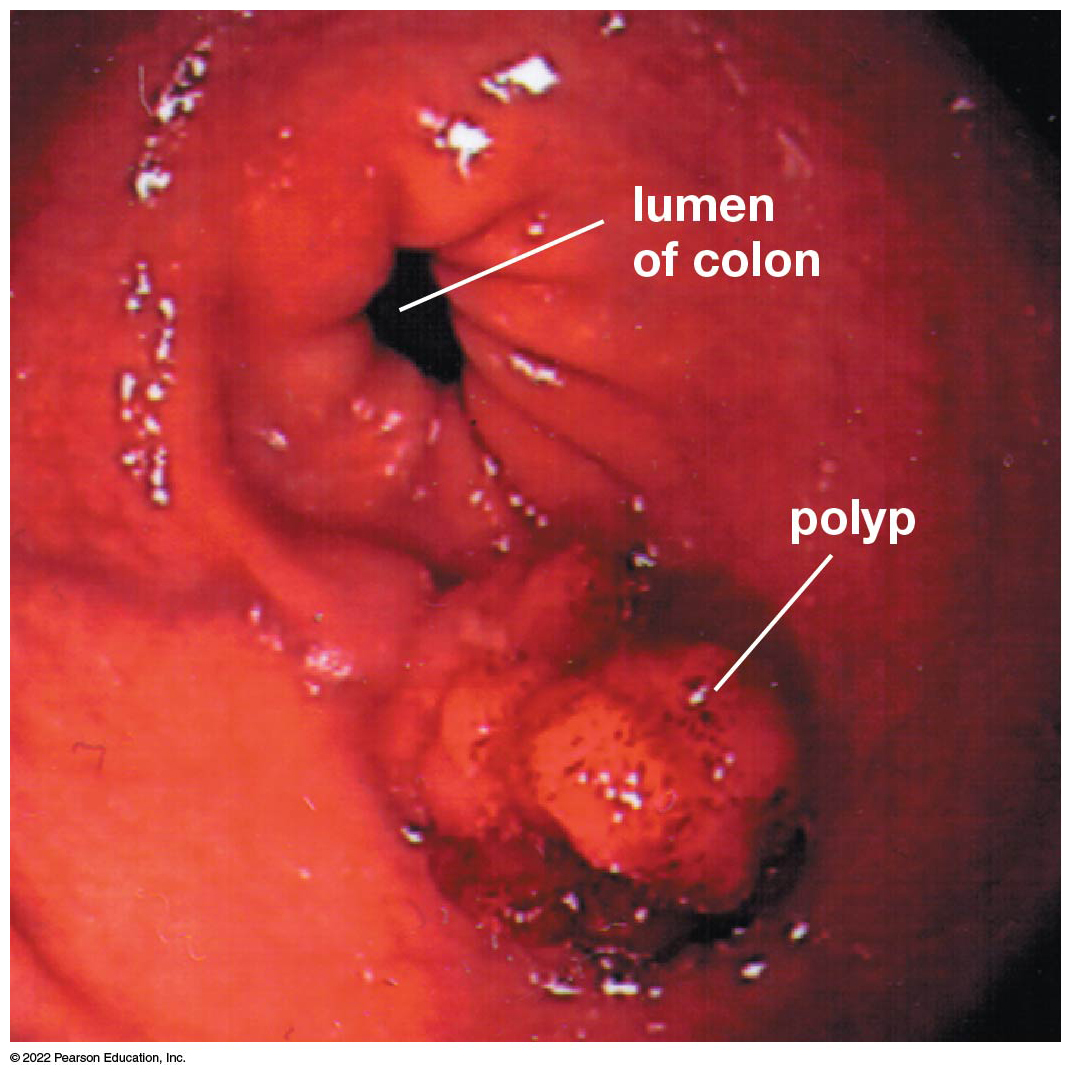 lumen
of colon
polyp
© 2022 Pearson Education, Inc.